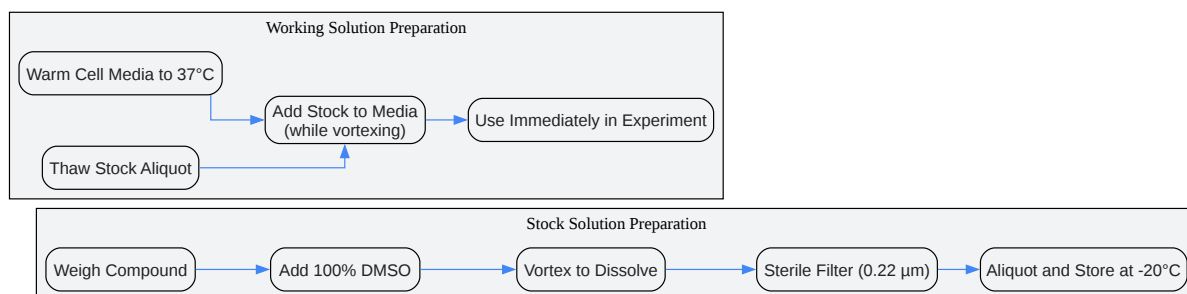 Working Solution Preparation
Warm Cell Media to 37°C
Add Stock to Media
(while vortexing)
Use Immediately in Experiment
Thaw Stock Aliquot
Stock Solution Preparation
Weigh Compound
Add 100% DMSO
Vortex to Dissolve
Sterile Filter (0.22 µm)
Aliquot and Store at -20°C